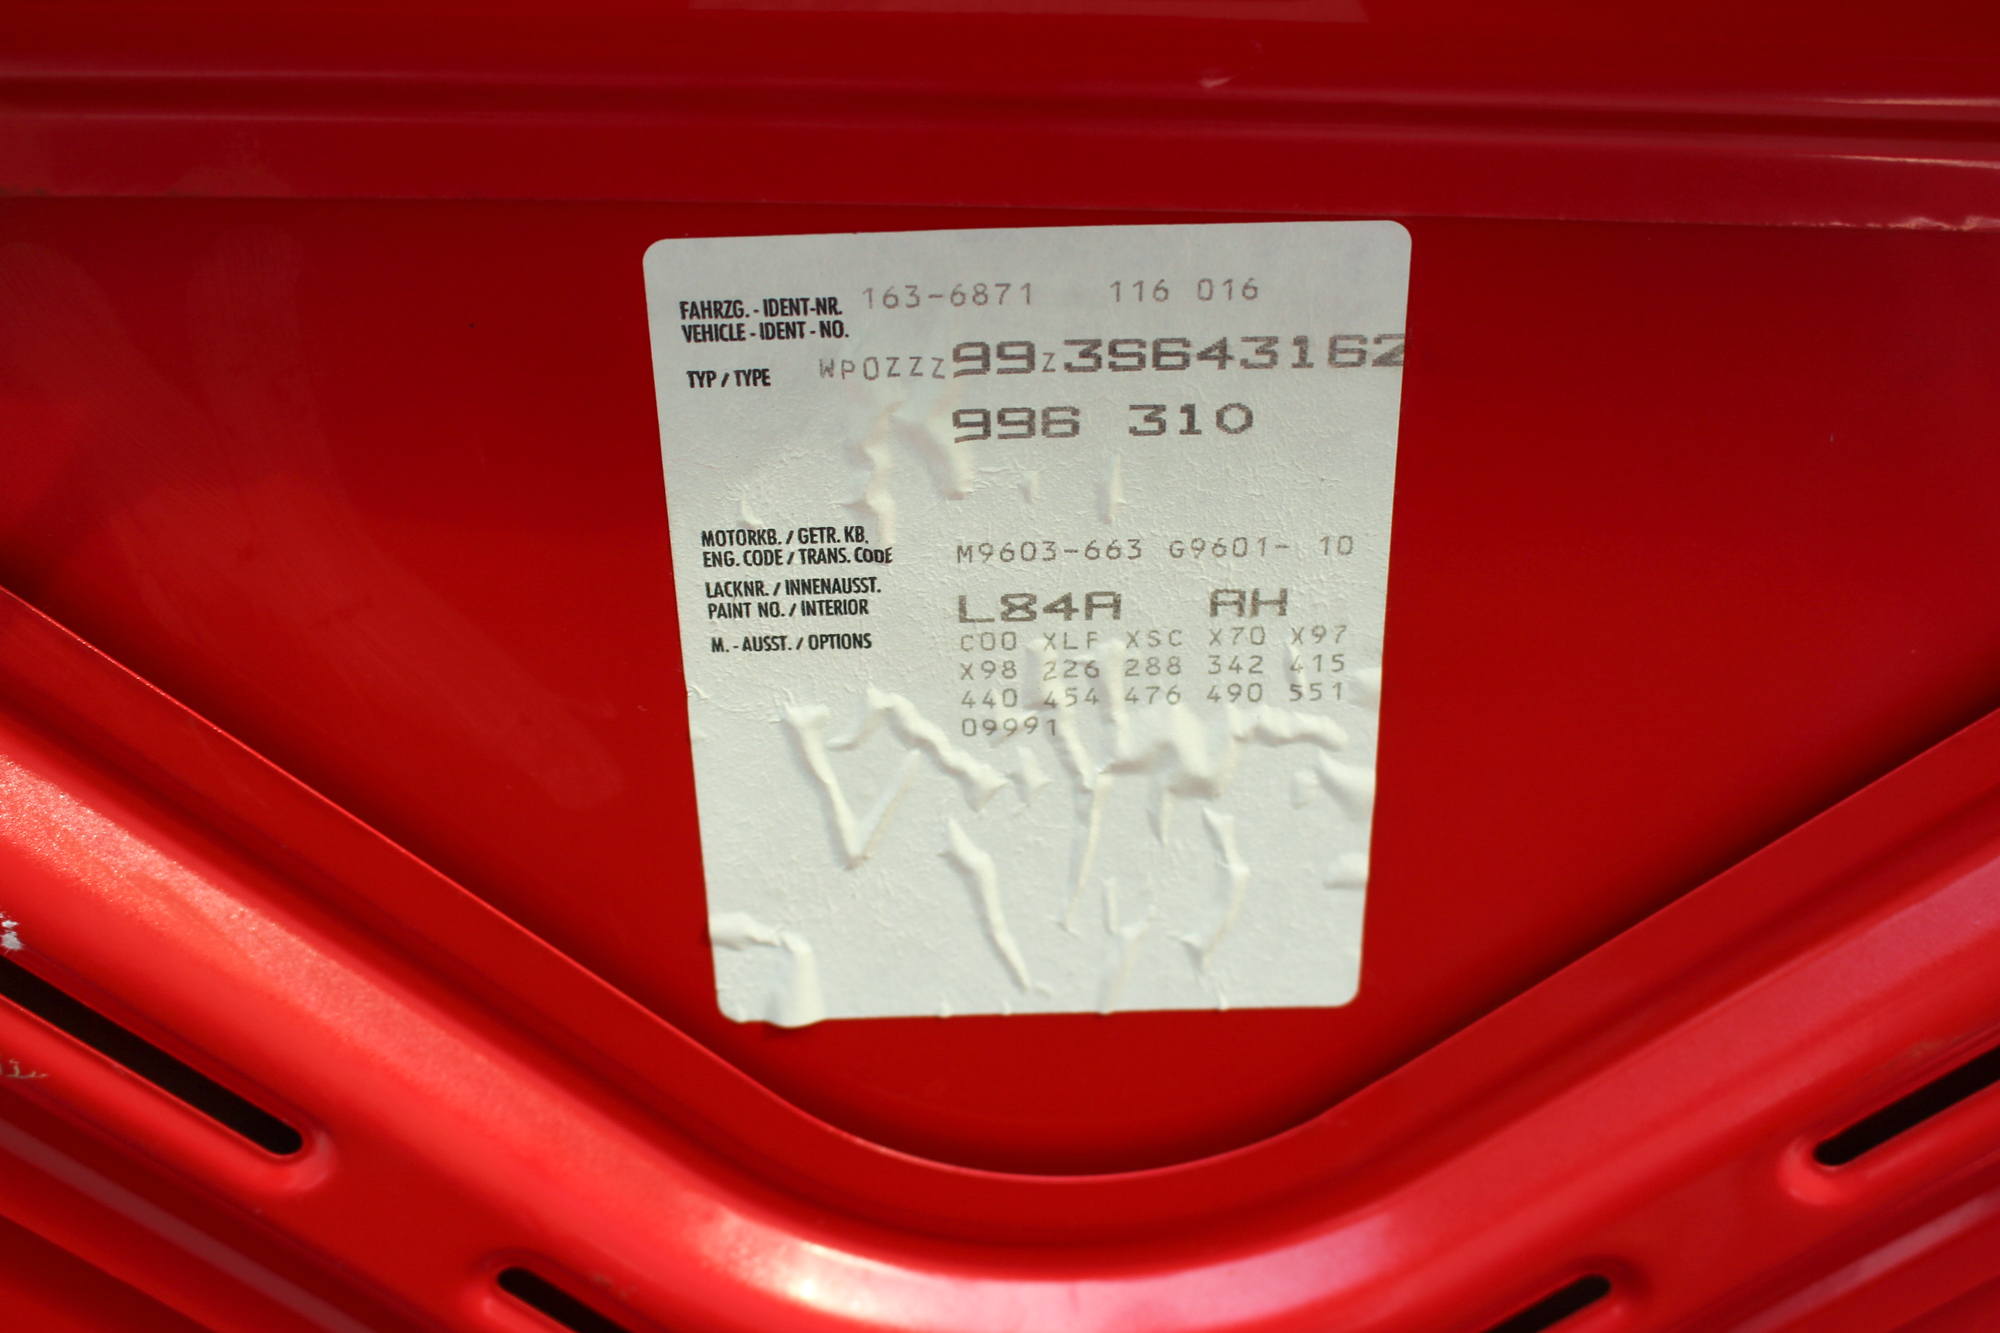 FAHRZG. - IDENT-NR. 163-6871 116 016
VEHICLE - IDENT - NO.
TYP / TYPE WP0ZZZ99Z3S643162
996 310
MOTORKB. / GETR. KB.
ENG. CODE / TRANS. CODE M9603-663 G9601- 10
LACKNR. / INNENAUSST.
PAINT NO. / INTERIOR L84A AH
M. - AUSST. / OPTIONS C00 XLF XSC X70 X97
X98 226 288 342 415
440 454 476 490 551
09991